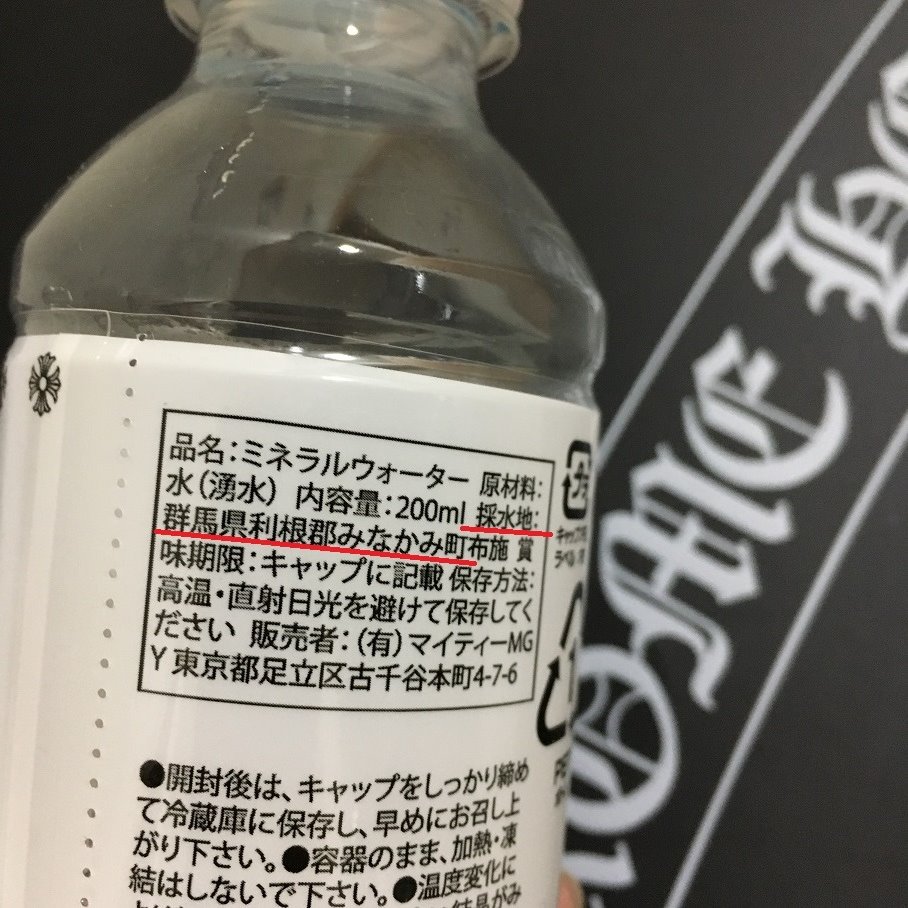 品名：ミネラルウォーター 原材料：
水（湧水） 内容量：200ml 採水地：
群馬県利根郡みなかみ町布施 賞
味期限：キャップに記載 保存方法：
高温・直射日光を避けて保存してく
ださい 販売者：（有）マイティーMG
Y 東京都足立区古千谷本町4-7-6
●開封後は、キャップをしっかり締め
て冷蔵庫に保存し、早めにお召し上
がり下さい。●容器のまま、加熱・凍
結はしないで下さい。●温度変化に